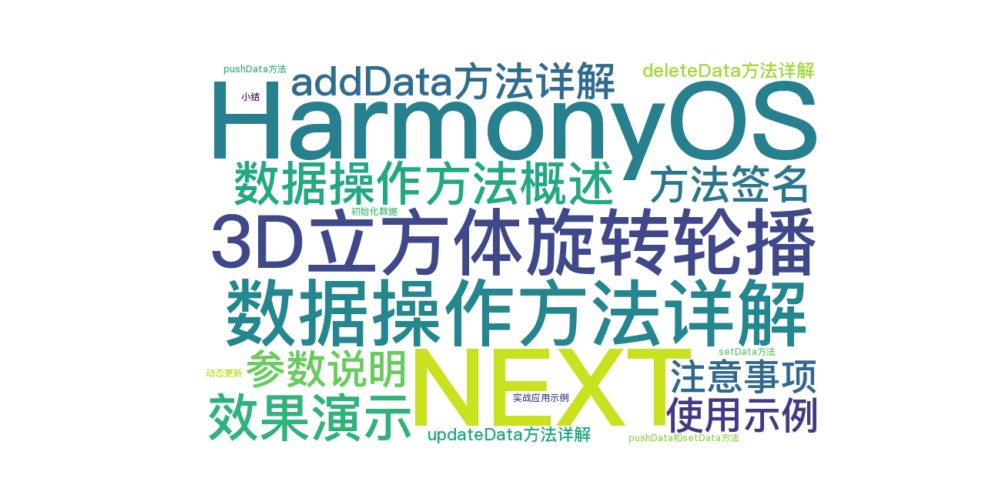 pushData方法
addData方法详解
deleteData方法详解
小结
HarmonyOS
数据操作方法概述
方法签名
初始化数据
3D立方体旋转轮播
数据操作方法详解
参数说明
NEXT
setData方法
注意事项
动态更新
实战应用示例
效果演示
使用示例
updateData方法详解
pushData和setData方法